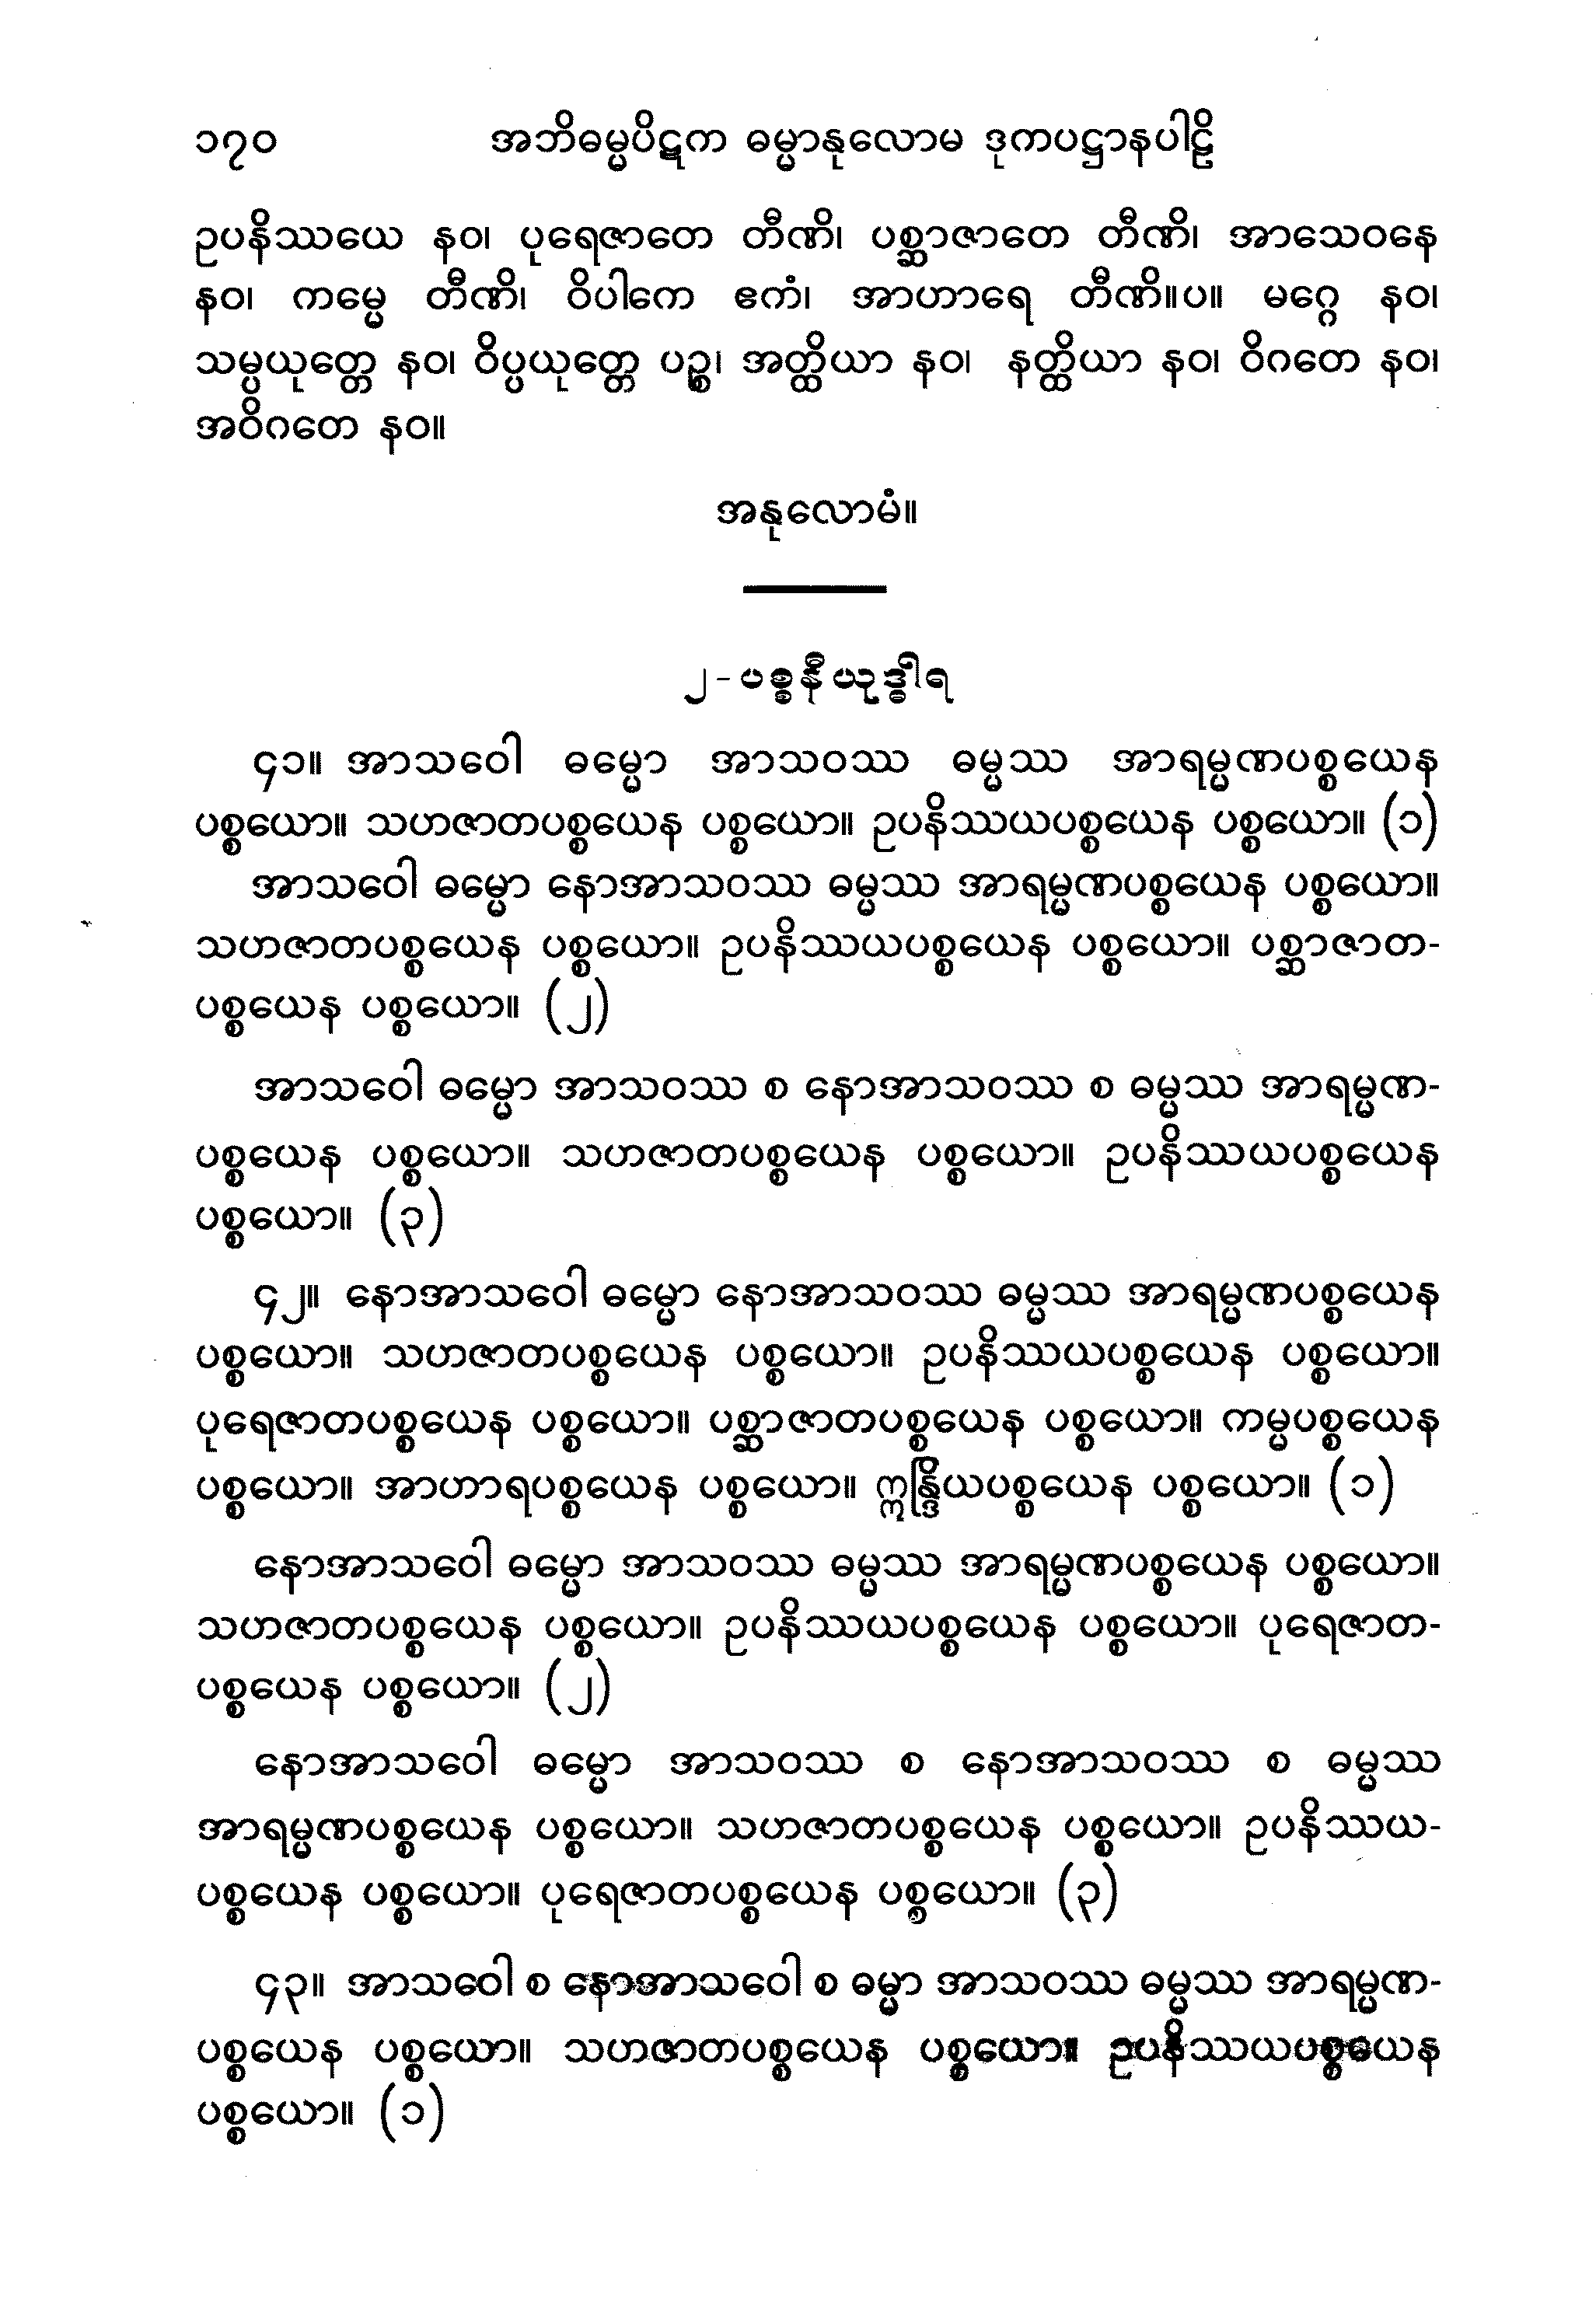 ၁၇၀ အဘိဓမ္မပိဋက ဓမ္မာနုလောမ ဒုကပဋ္ဌာနပါဠိ
ဥပနိဿယေ နဝ၊ ပုရေဇာတေ တီဏိ၊ ပစ္ဆာဇာတေ တီဏိ၊ အာသေဝနေ
နဝ၊ ကမ္မေ တီဏိ၊ ဝိပါကေ ဧကံ၊ အာဟာရေ တီဏိ။ပ။ မဂ္ဂေ နဝ၊
သမ္ပယုတ္တေ နဝ၊ ဝိပ္ပယုတ္တေ ပဉ္စ၊ အတ္ထိယာ နဝ၊ နတ္ထိယာ နဝ၊ ဝိဂတေ နဝ၊
အဝိဂတေ နဝ။
အနုလောမံ။
၂-ပစ္စနီယုဒ္ဓါရ
၄၁။ အာသဝေါ ဓမ္မော အာသဝဿ ဓမ္မဿ အာရမ္မဏပစ္စယေန
ပစ္စယော။ သဟဇာတပစ္စယေန ပစ္စယော။ ဥပနိဿယပစ္စယေန ပစ္စယော။ (၁)
အာသဝေါ ဓမ္မော နောအာသဝဿ ဓမ္မဿ အာရမ္မဏပစ္စယေန ပစ္စယော။
သဟဇာတပစ္စယေန ပစ္စယော။ ဥပနိဿယပစ္စယေန ပစ္စယော။ ပစ္ဆာဇာတ-
ပစ္စယေန ပစ္စယော။ (၂)
အာသဝေါ ဓမ္မော အာသဝဿ စ နောအာသဝဿ စ ဓမ္မဿ အာရမ္မဏ-
ပစ္စယေန ပစ္စယော။ သဟဇာတပစ္စယေန ပစ္စယော။ ဥပနိဿယပစ္စယေန
ပစ္စယော။ (၃)
၄၂။ နောအာသဝေါ ဓမ္မော နောအာသဝဿ ဓမ္မဿ အာရမ္မဏပစ္စယေန
ပစ္စယော။ သဟဇာတပစ္စယေန ပစ္စယော။ ဥပနိဿယပစ္စယေန ပစ္စယော။
ပုရေဇာတပစ္စယေန ပစ္စယော။ ပစ္ဆာဇာတပစ္စယေန ပစ္စယော။ ကမ္မပစ္စယေန
ပစ္စယော။ အာဟာရပစ္စယေန ပစ္စယော။ ဣန္ဒြိယပစ္စယေန ပစ္စယော။ (၁)
နောအာသဝေါ ဓမ္မော အာသဝဿ ဓမ္မဿ အာရမ္မဏပစ္စယေန ပစ္စယော။
သဟဇာတပစ္စယေန ပစ္စယော။ ဥပနိဿယပစ္စယေန ပစ္စယော။ ပုရေဇာတ-
ပစ္စယေန ပစ္စယော။ (၂)
နောအာသဝေါ ဓမ္မော အာသဝဿ စ နောအာသဝဿ စ ဓမ္မဿ
အာရမ္မဏပစ္စယေန ပစ္စယော။ သဟဇာတပစ္စယေန ပစ္စယော။ ဥပနိဿယ-
ပစ္စယေန ပစ္စယော။ ပုရေဇာတပစ္စယေန ပစ္စယော။ (၃)
၄၃။ အာသဝေါ စ နောအာသဝေါ စ ဓမ္မာ အာသဝဿ ဓမ္မဿ အာရမ္မဏ-
ပစ္စယေန ပစ္စယော။ သဟဇာတပစ္စယေန ပစ္စယော။ ဥပနိဿယပစ္စယေန
ပစ္စယော။ (၁)